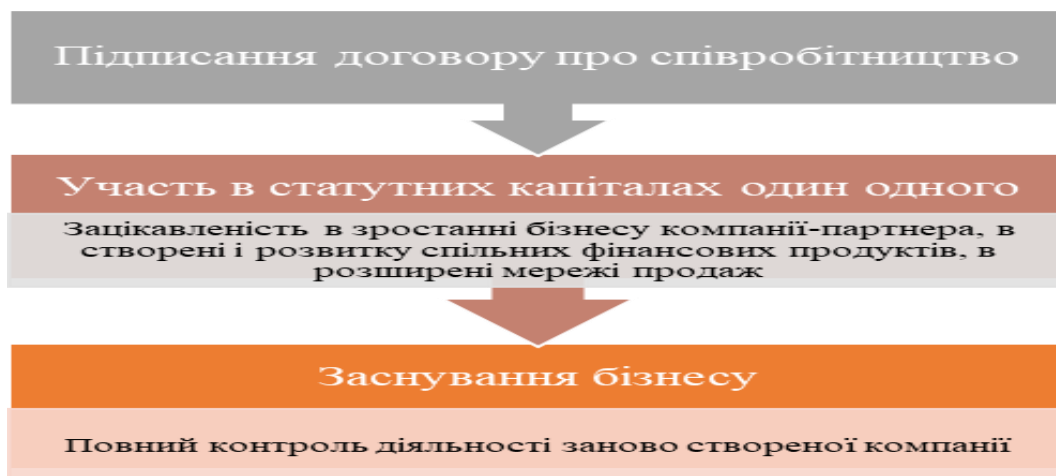 Підписання договору про співробітництво
Участь в статутних капіталах один одного
Зацікавленість в зростанні бізнесу компанії-партнера, в
створені і розвитку спільних фінансових продуктів, в
розширені мережі продаж
Заснування бізнесу
Повний контроль діяльності заново створеної компанії